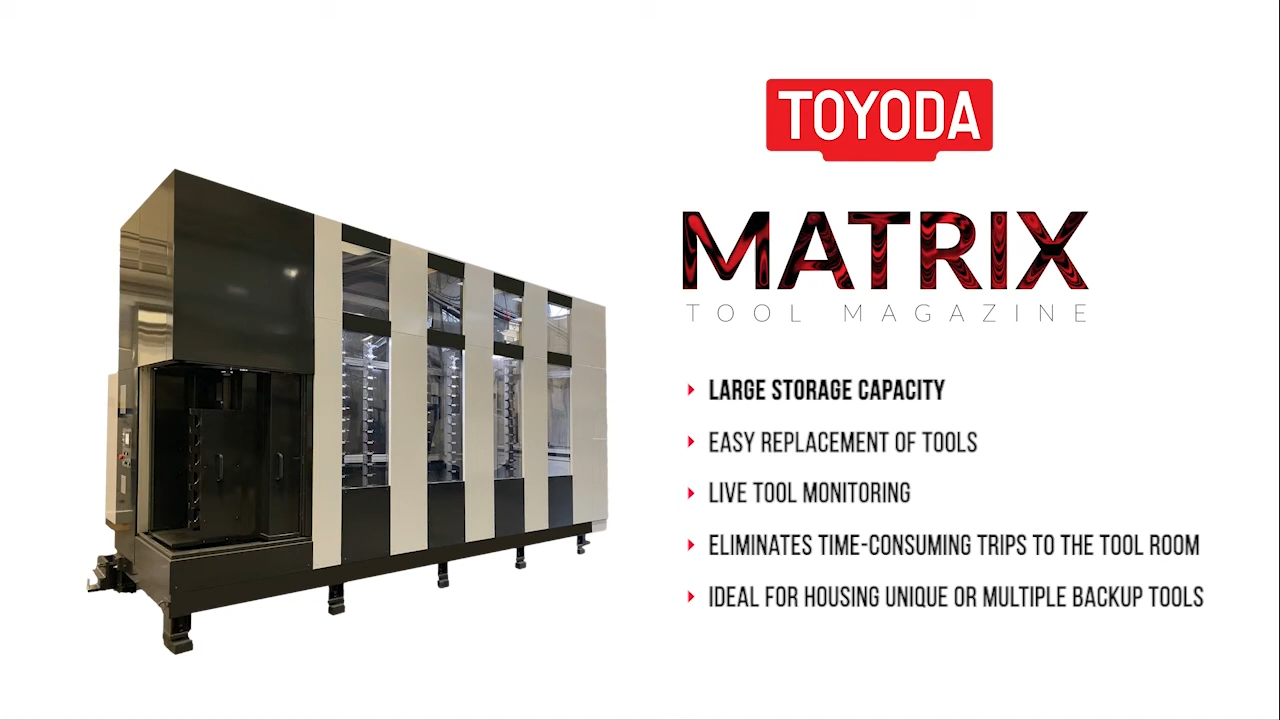 TOYODA
MATRIX
TOOL MAGAZINE
LARGE STORAGE CAPACITY
EASY REPLACEMENT OF TOOLS
LIVE TOOL MONITORING
ELIMINATES TIME-CONSUMING TRIPS TO THE TOOL ROOM
IDEAL FOR HOUSING UNIQUE OR MULTIPLE BACKUP TOOLS